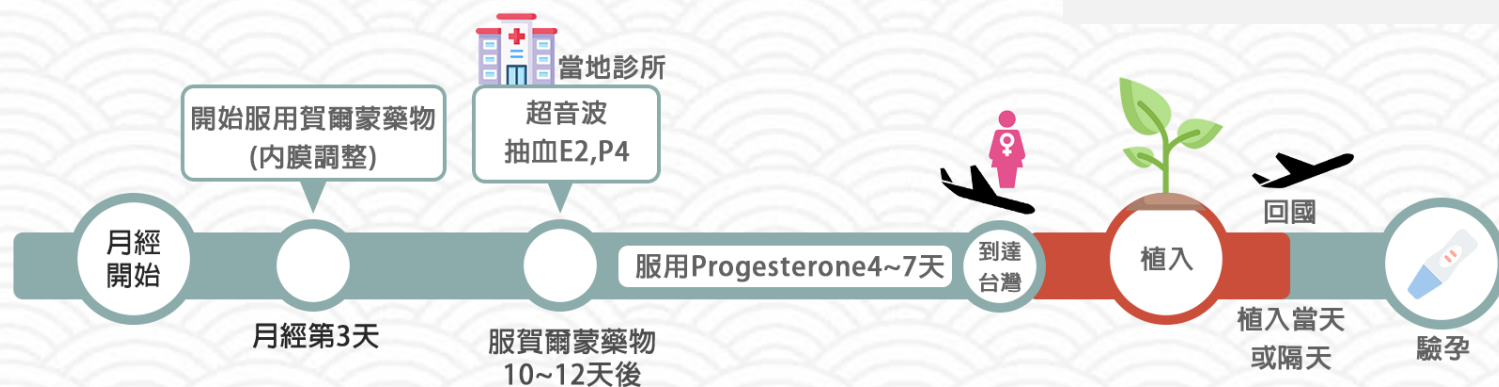 當地診所
開始服用賀爾蒙藥物
(內膜調整)
超音波
抽血E2,P4
月經
開始
服用Progesterone4~7天
到達
台灣
植入
回國
月經第3天
服賀爾蒙藥物
10~12天後
植入當天
或隔天
驗孕